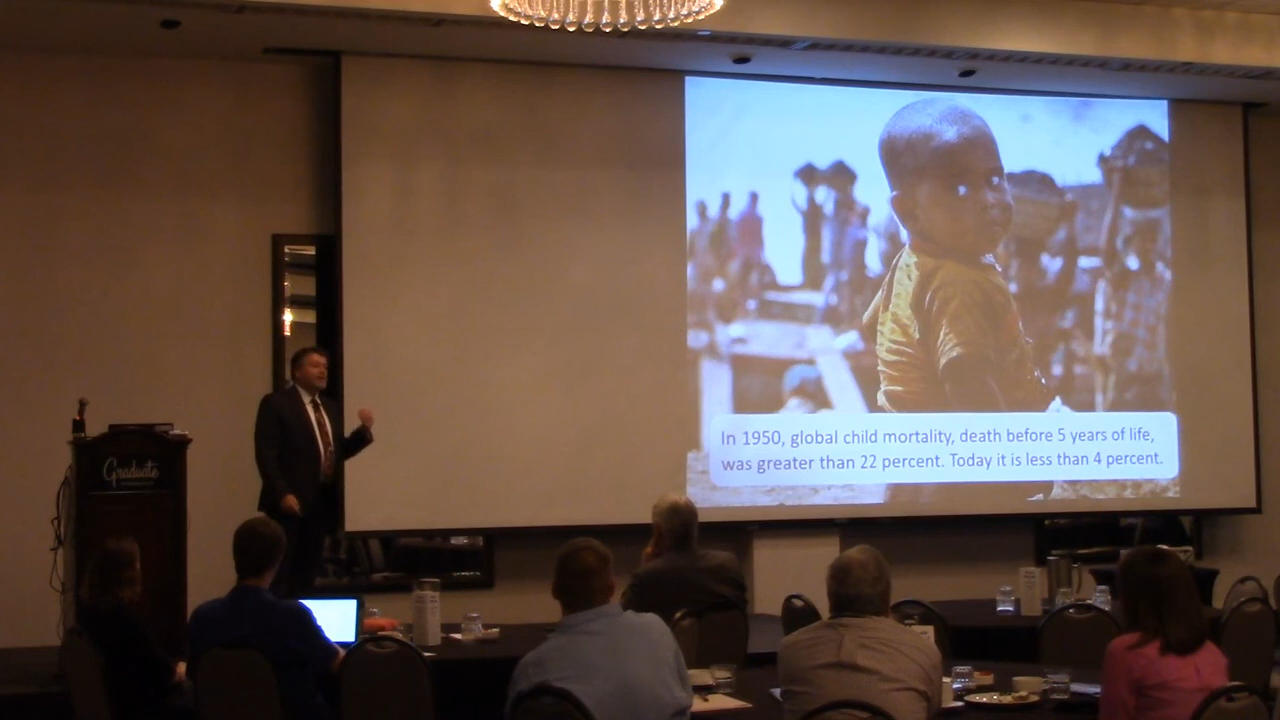 Graduate
In 1950, global child mortality, death before 5 years of life,
was greater than 22 percent. Today it is less than 4 percent.